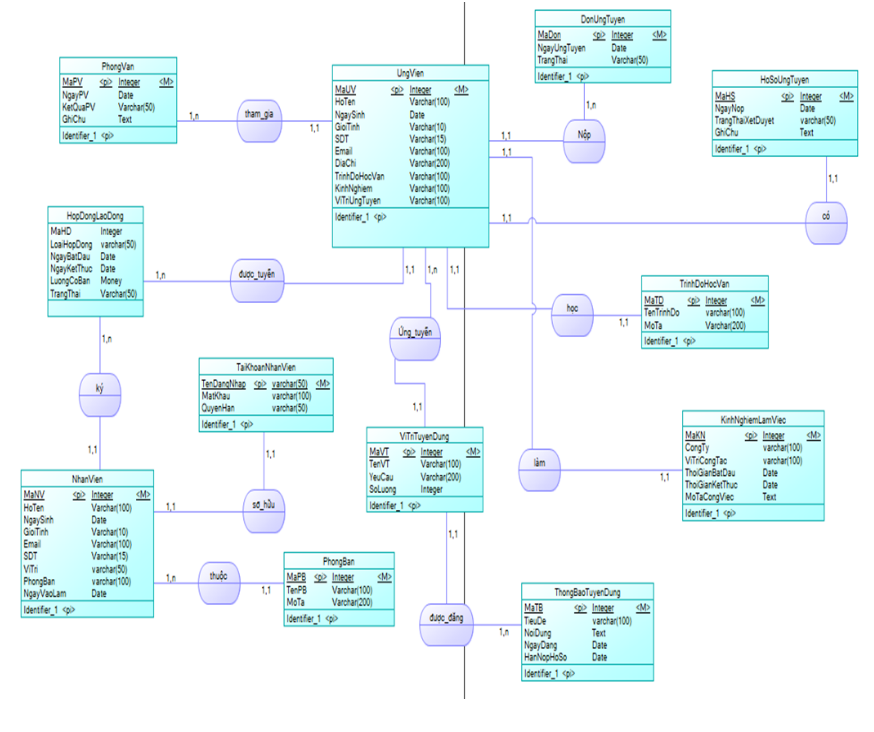 DonUngTuyen
MaDon <pi> Integer <M>
NgayUngTuyen Date
TrangThai Varchar(50)
Identifier_1 <pi>
1,n
Nộp
PhongVan
MaPV <pi> Integer <M>
NgayPV Date
KetQuaPV Varchar(50)
GhiChu Text
Identifier_1 <pi>
1,n
tham_gia
1,1
UngVien
MaUV <pi> Integer <M>
HoTen Varchar(100)
NgaySinh Date
GioiTinh Varchar(10)
SDT Varchar(15)
Email Varchar(100)
DiaChi Varchar(200)
TrinhDoHocVan Varchar(100)
KinhNghiem Varchar(100)
ViTriUngTuyen Varchar(100)
Identifier_1 <pi>
1,1
1,1
1,1
HoSoUngTuyen
MaHS <pi> Integer <M>
NgayNop Date
TrangThaiXetDuyet varchar(50)
GhiChu Text
Identifier_1 <pi>
1,1
có
HopDongLaoDong
MaHD Integer
LoaiHopDong varchar(50)
NgayBatDau Date
NgayKetThuc Date
LuongCoBan Money
TrangThai Varchar(50)
1,n
được_tuyển
1,1
1,n
1,1
1,n
ký
1,1
Ứng_tuyển
1,1
học
1,1
TrinhDoHocVan
MaTD <pi> Integer <M>
TenTrinhDo varchar(100)
MoTa Varchar(200)
Identifier_1 <pi>
TaiKhoanNhanVien
TenDangNhap <pi> varchar(50) <M>
MatKhau varchar(100)
QuyenHan varchar(50)
Identifier_1 <pi>
1,1
sở_hữu
1,1
ViTriTuyenDung
MaVT <pi> Integer <M>
TenVT Varchar(100)
YeuCau Varchar(200)
SoLuong Integer
Identifier_1 <pi>
1,1
làm
1,1
KinhNghiemLamViec
MaKN <pi> Integer <M>
CongTy varchar(100)
ViTriCongTac varchar(100)
ThoiGianBatDau Date
ThoiGianKetThuc Date
MoTaCongViec Text
Identifier_1 <pi>
NhanVien
MaNV <pi> Integer <M>
HoTen Varchar(100)
NgaySinh Date
GioiTinh Varchar(10)
Email Varchar(100)
SDT Varchar(15)
ViTri varchar(50)
PhongBan varchar(100)
NgayVaoLam Date
Identifier_1 <pi>
1,n
thuộc
1,1
PhongBan
MaPB <pi> Integer <M>
TenPB Varchar(100)
MoTa Varchar(200)
Identifier_1 <pi>
được_đăng
1,n
ThongBaoTuyenDung
MaTB <pi> Integer <M>
TieuDe varchar(100)
NoiDung Text
NgayDang Date
HanNopHoSo Date
Identifier_1 <pi>